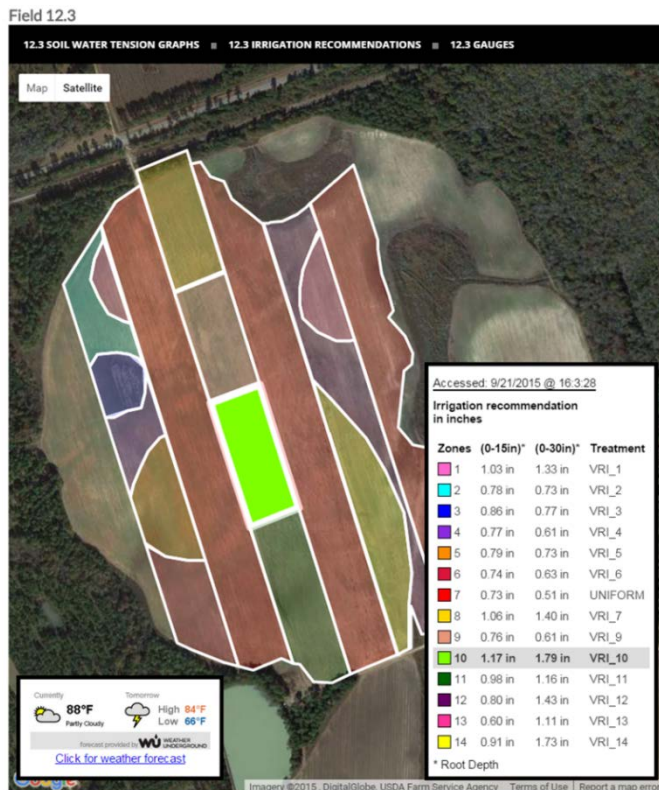 Field 12.3
12.3 SOIL WATER TENSION GRAPHS 12.3 IRRIGATION RECOMMENDATIONS 12.3 GAUGES
Map Satellite
Accessed: 9/21/2015 @ 16:3:28
Irrigation recommendation
in inches
Zones (0-15in)* (0-30in)* Treatment
1 1.03 in 1.33 in VRI_1
2 0.78 in 0.73 in VRI_2
3 0.86 in 0.77 in VRI_3
4 0.77 in 0.61 in VRI_4
5 0.79 in 0.73 in VRI_5
6 0.74 in 0.63 in VRI_6
7 0.73 in 0.51 in UNIFORM
8 1.06 in 1.40 in VRI_7
9 0.76 in 0.61 in VRI_9
10 1.17 in 1.79 in VRI_10
11 0.98 in 1.16 in VRI_11
12 0.80 in 1.43 in VRI_12
13 0.60 in 1.11 in VRI_13
14 0.91 in 1.73 in VRI_14
* Root Depth
Currently Tomorrow
88°F High 84°F
Partly Cloudy Low 66°F
forecast provided by WU WEATHER
UNDERGROUND
Click for weather forecast
Imagery ©2015 , DigitalGlobe, USDA Farm Service Agency Terms of Use Report a map error